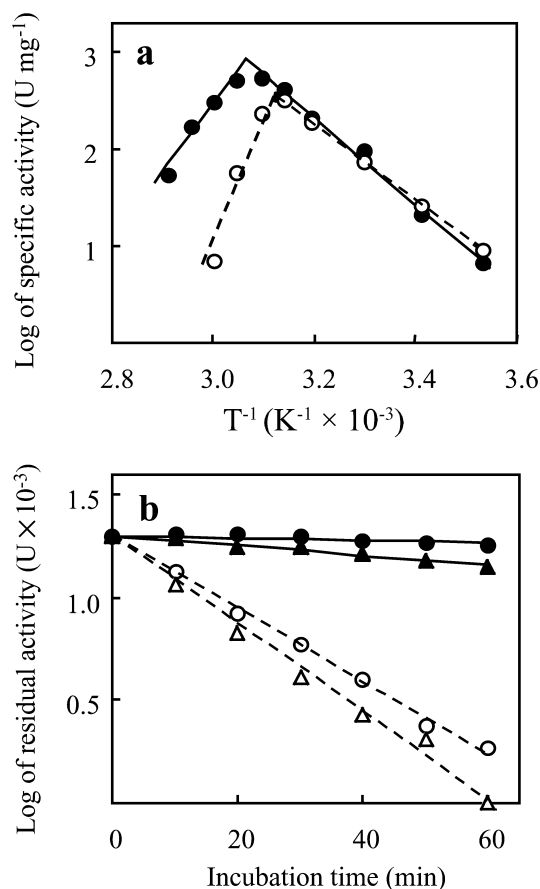 a
Log of specific activity (U mg⁻¹)
3
2
1
2.8 3.0 3.2 3.4 3.6
T⁻¹ (K⁻¹ × 10⁻³)
b
Log of residual activity (U × 10⁻³)
1.5
1.0
0.5
0 20 40 60
Incubation time (min)